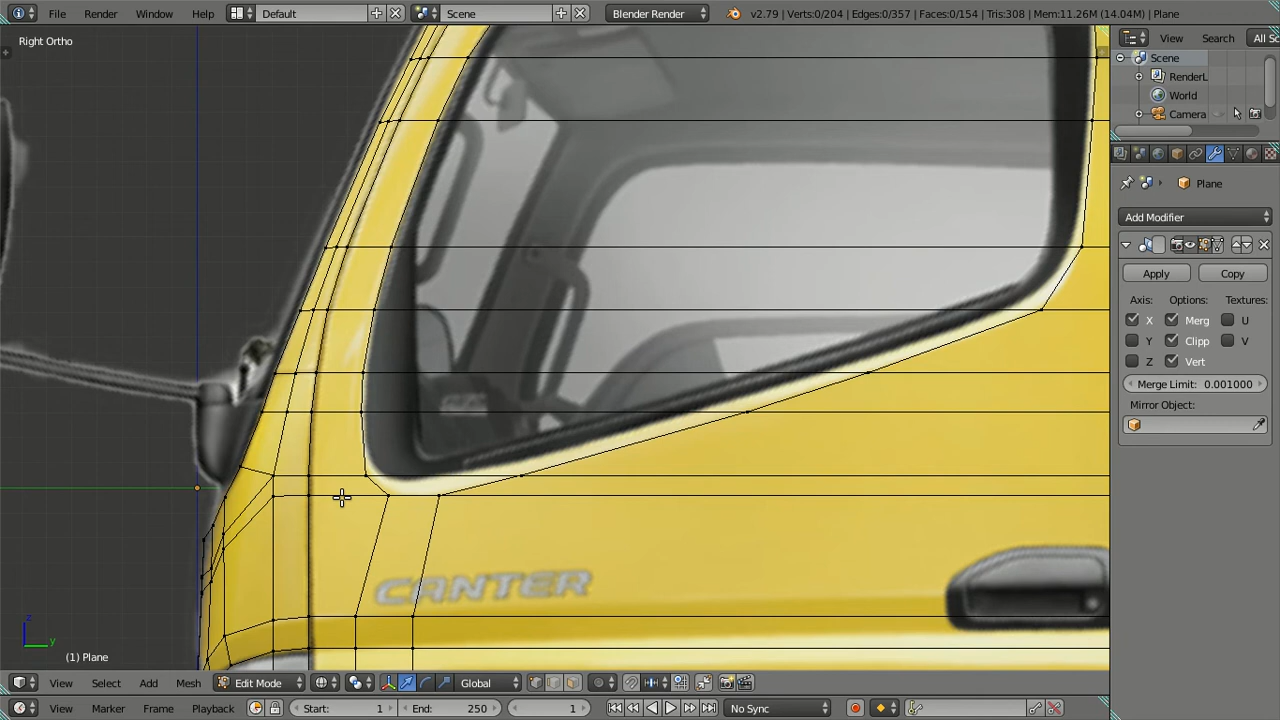 File Render Window Help Default Scene Blender Render v2.79 | Verts:0/204 | Edges:0/357 | Faces:0/154 | Tris:308 | Mem:11.26M (14.04M) | Plane
Right Ortho
View Search All Sc
Scene
RenderL
World
Camera
Plane
Add Modifier
Apply Copy
Axis: Options: Textures:
X Merg U
Y Clipp V
Z Vert
Merge Limit: 0.001000
Mirror Object:
CANTER
z
y
(1) Plane
View Select Add Mesh Edit Mode Global
View Marker Frame Playback Start: 1 End: 250 1 No Sync